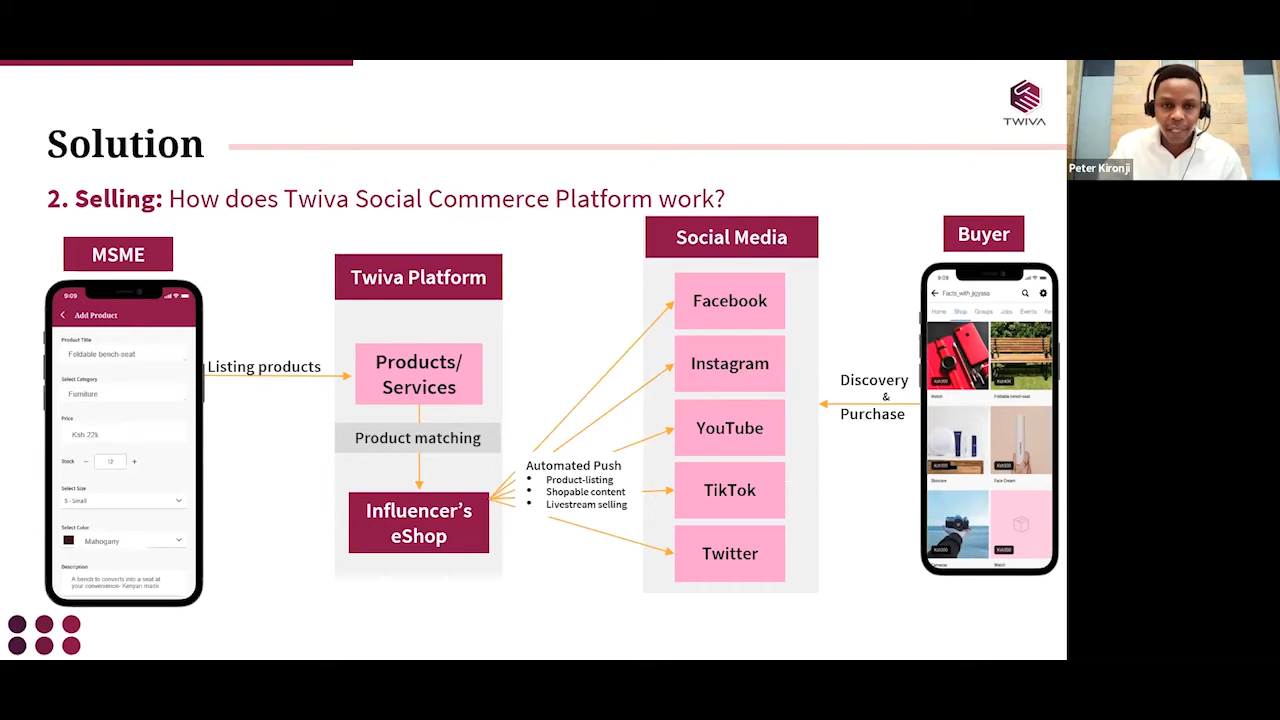 TWIVA
Peter Kironji
Solution
2. Selling: How does Twiva Social Commerce Platform work?
MSME
9:09
Add Product
Product Title
Foldable bench-seat
Select Category
Furniture
Price
Ksh 22k
Stock
−
12
+
Select Size
S - Small
Select Color
Mahogany
Description
A bench to converts into a seat at
your convenience- Kenyan made
Listing products
Twiva Platform
Products/
Services
Product matching
Influencer's
eShop
Automated Push
• Product-listing
• Shopable content
• Livestream selling
Social Media
Facebook
Instagram
YouTube
TikTok
Twitter
Discovery
&
Purchase
Buyer
9:09
Facts_with_jigyasa
Home Shop Groups Jobs Events
Foldable bench-seat
Skincare Face Cream